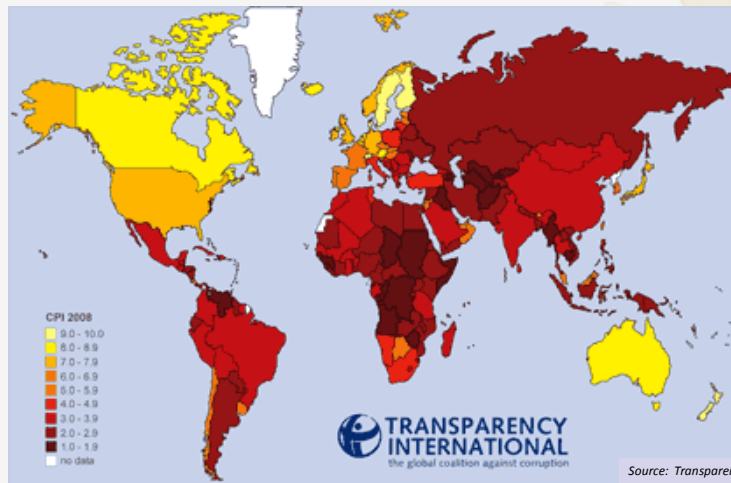 CPI 2008
9.0 - 10.0
8.0 - 8.9
7.0 - 7.9
6.0 - 6.9
5.0 - 5.9
4.0 - 4.9
3.0 - 3.9
2.0 - 2.9
1.0 - 1.9
no data
TRANSPARENCY
INTERNATIONAL
the global coalition against corruption
Source: Transparen